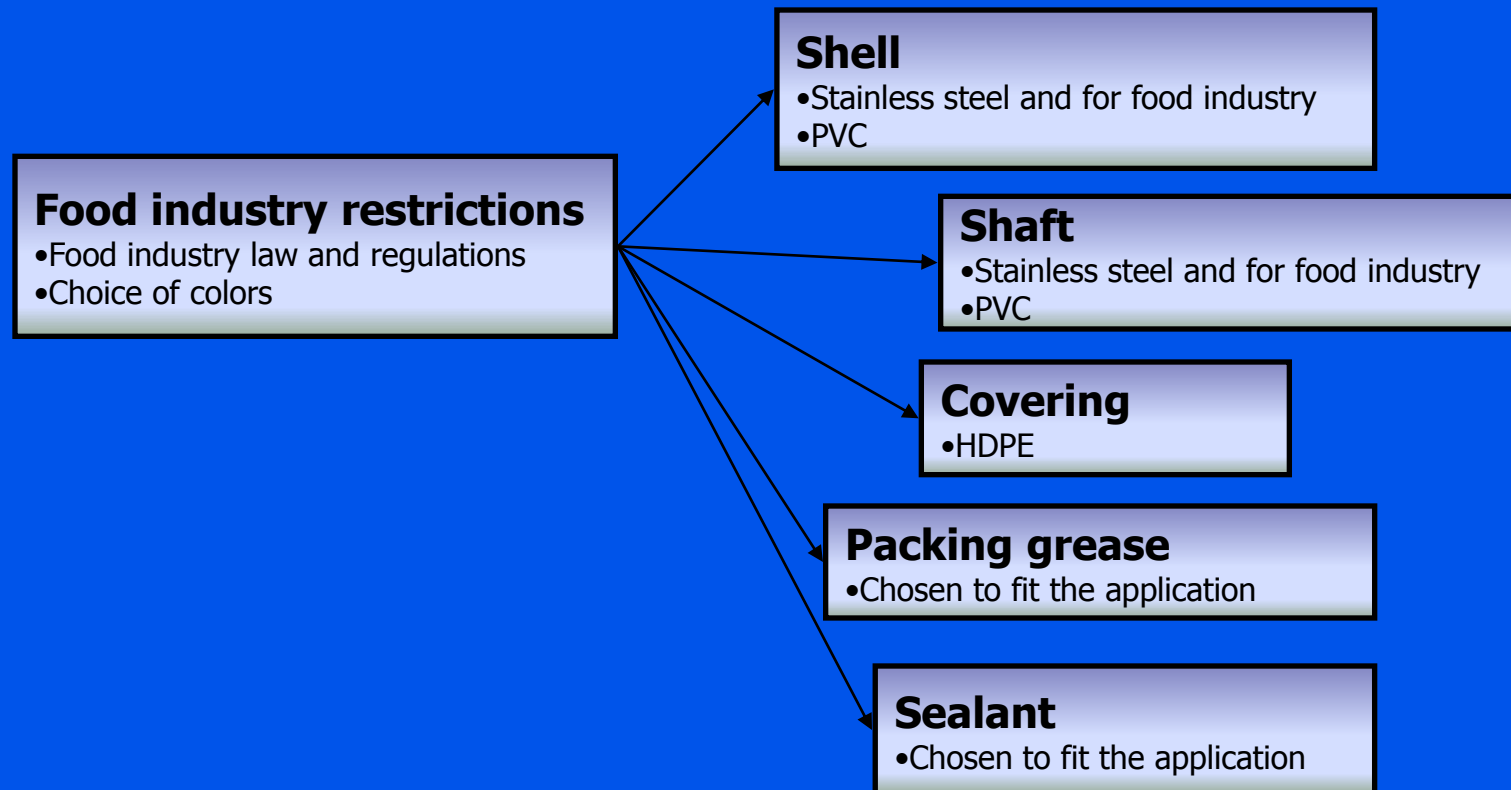 Shell
•Stainless steel and for food industry
•PVC
Food industry restrictions
•Food industry law and regulations
•Choice of colors
Shaft
•Stainless steel and for food industry
•PVC
Covering
•HDPE
Packing grease
•Chosen to fit the application
Sealant
•Chosen to fit the application